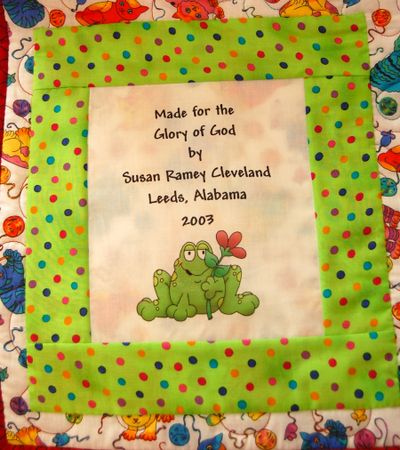 Made for the
Glory of God
by
Susan Ramey Cleveland
Leeds, Alabama
2003